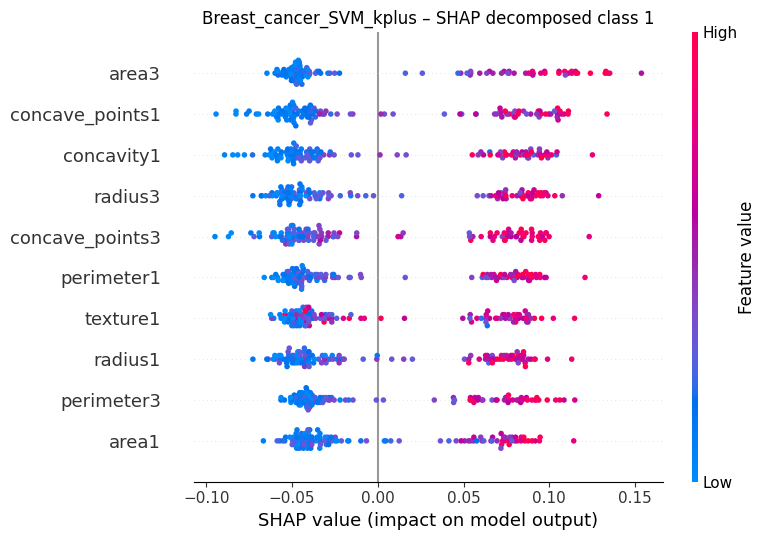 Breast_cancer_SVM_kplus – SHAP decomposed class 1
High
area3
concave_points1
concavity1
radius3
concave_points3
perimeter1
texture1
radius1
perimeter3
area1
Feature value
Low
−0.10 −0.05 0.00 0.05 0.10 0.15
SHAP value (impact on model output)